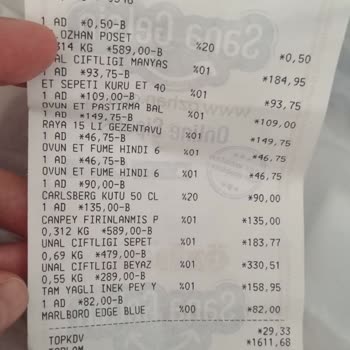 1 AD *0,50-B
OZHAN POSET %20 *0,50
314 KG *589,00-B
CIFTLIGI MANYAS %01 *184,95
1 AD *93,75-B
ET SEPETI KURU ET 40 %01 *93,75
1 AD *109,00-B
OVUN ET PASTIRMA BAL %01 *109,00
1 AD *149,75-B
RAYA 15 LI GEZENTAVU %01 *149,75
1 AD *46,75-B
OVUN ET FUME HINDI 6 %01 *46,75
1 AD *46,75-B
OVUN ET FUME HINDI 6 %01 *46,75
1 AD *90,00-B
CARLSBERG KUTU 50 CL %20 *90,00
1 AD *135,00-B
CANPEY FIRINLANMIS P %01 *135,00
0,312 KG *589,00-B
UNAL CIFTLIGI SEPET %01 *183,77
0,69 KG *479,00-B
UNAL CIFTLIGI BEYAZ %01 *330,51
0,55 KG *289,00-B
TAM YAGLI INEK PEY Y %01 *158,95
1 AD *82,00-B
MARLBORO EDGE BLUE %00 *82,00
TOPKDV *29,33
*1611,68